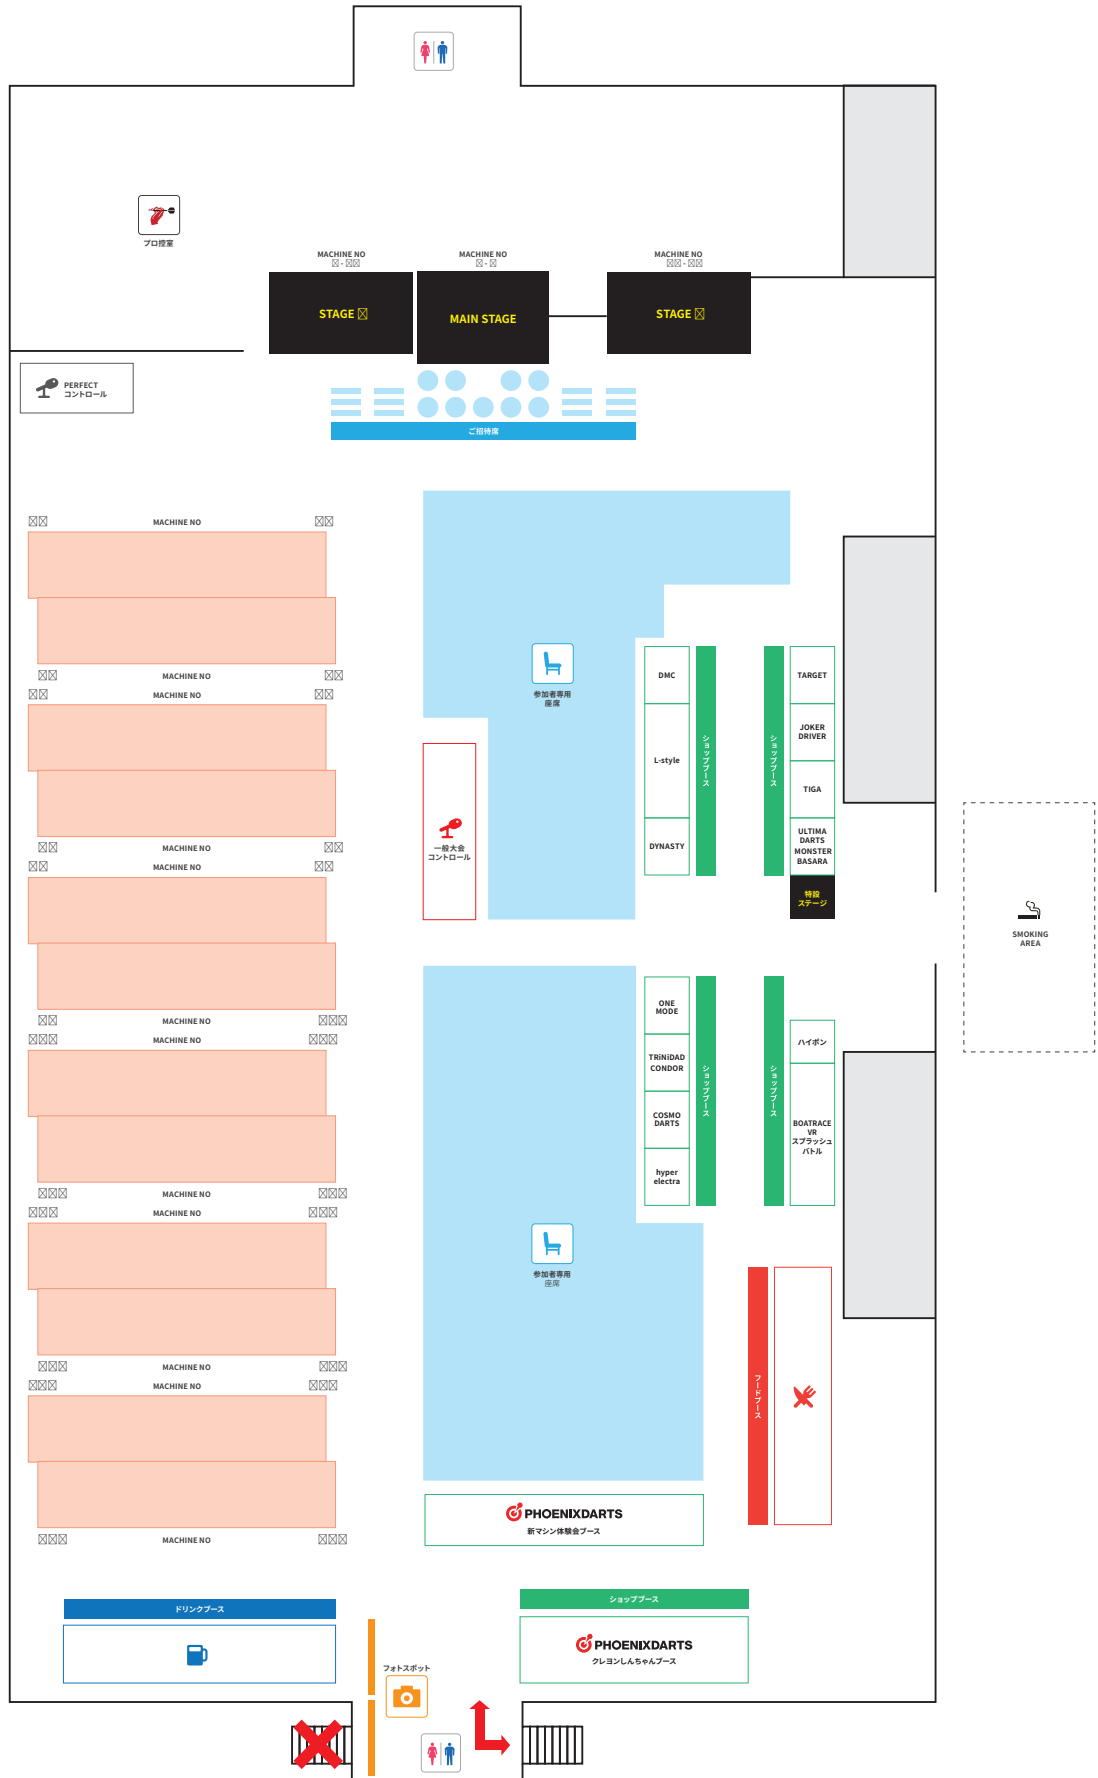 プロ控室
MACHINE NO
MACHINE NO
MACHINE NO
STAGE
MAIN STAGE
STAGE
PERFECT
コントロール
ご招待席
MACHINE NO
MACHINE NO
MACHINE NO
MACHINE NO
MACHINE NO
MACHINE NO
MACHINE NO
MACHINE NO
MACHINE NO
MACHINE NO
MACHINE NO
MACHINE NO
参加者専用
座席
一般大会
コントロール
DMC
L-style
DYNASTY
ショップブース
ショップブース
TARGET
JOKER
DRIVER
TIGA
ULTIMA
DARTS
MONSTER
BASARA
特設
ステージ
SMOKING
AREA
ONE
MODE
TRiNiDAD
CONDOR
COSMO
DARTS
hyper
electra
ショップブース
ショップブース
ハイポン
BOATRACE
VR
スプラッシュ
バトル
参加者専用
座席
フードブース
PHOENIXDARTS
新マシン体験会ブース
ドリンクブース
ショップブース
PHOENIXDARTS
クレヨンしんちゃんブース
フォトスポット